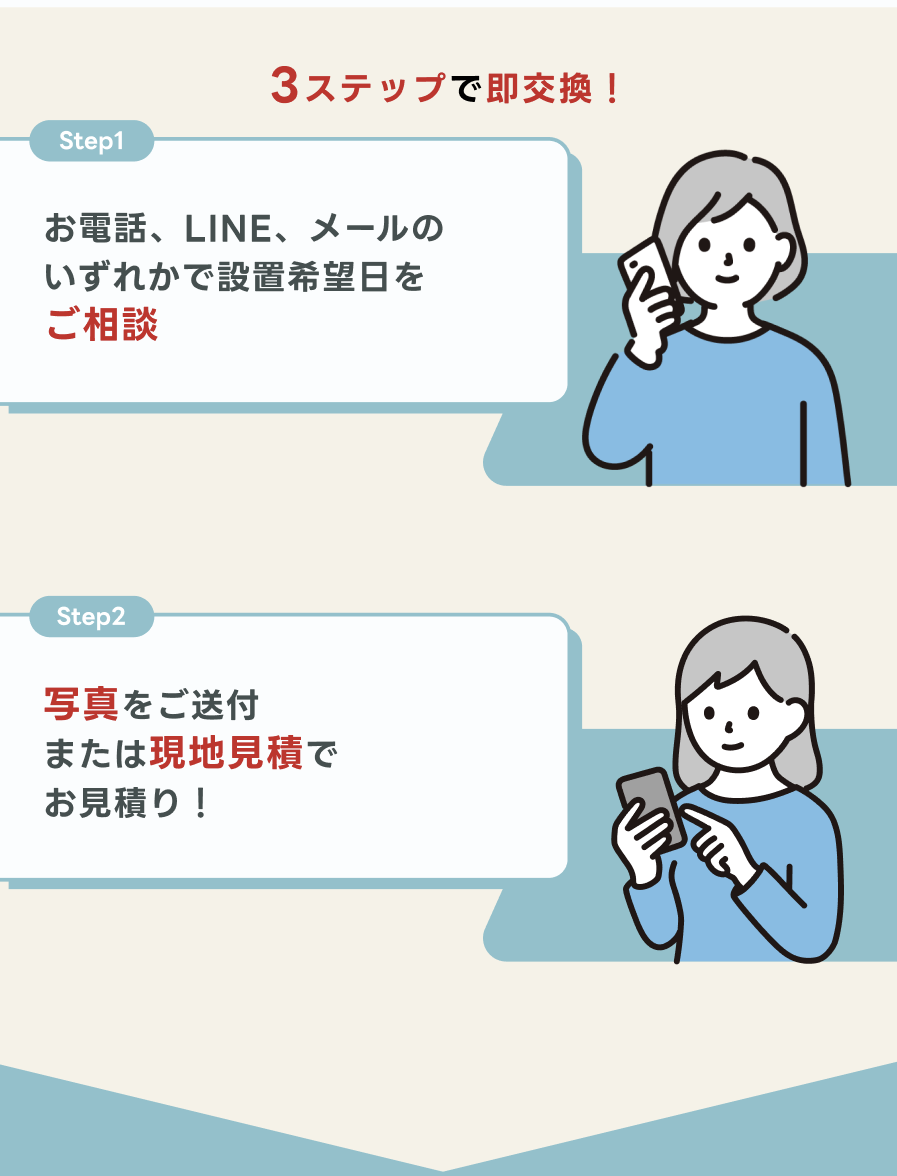 3ステップで即交換！
Step1
お電話、LINE、メールの
いずれかで設置希望日を
ご相談
Step2
写真をご送付
または現地見積で
お見積り！